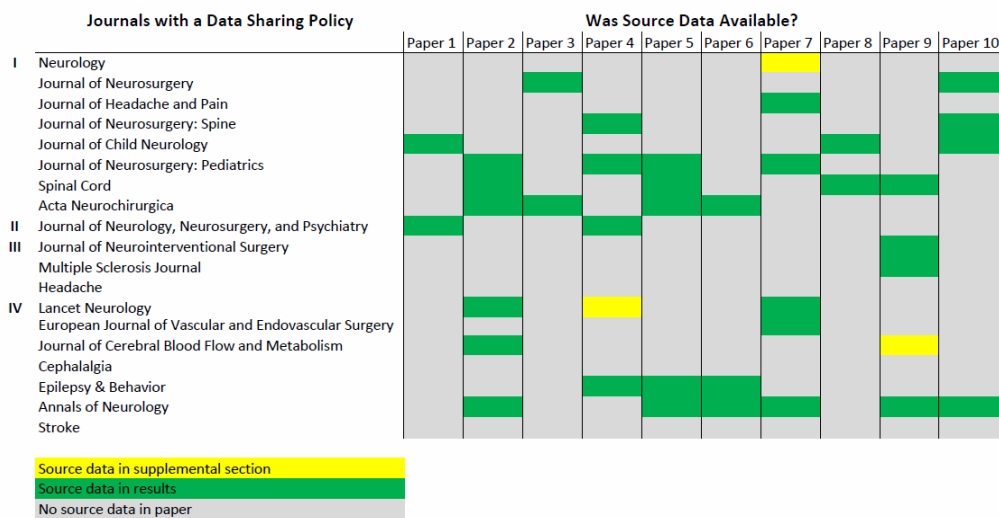 Journals with a Data Sharing Policy Was Source Data Available?
Paper 1 Paper 2 Paper 3 Paper 4 Paper 5 Paper 6 Paper 7 Paper 8 Paper 9 Paper 10
I Neurology
Journal of Neurosurgery
Journal of Headache and Pain
Journal of Neurosurgery: Spine
Journal of Child Neurology
Journal of Neurosurgery: Pediatrics
Spinal Cord
Acta Neurochirurgica
II Journal of Neurology, Neurosurgery, and Psychiatry
III Journal of Neurointerventional Surgery
Multiple Sclerosis Journal
Headache
IV Lancet Neurology
European Journal of Vascular and Endovascular Surgery
Journal of Cerebral Blood Flow and Metabolism
Cephalalgia
Epilepsy & Behavior
Annals of Neurology
Stroke
Source data in supplemental section
Source data in results
No source data in paper